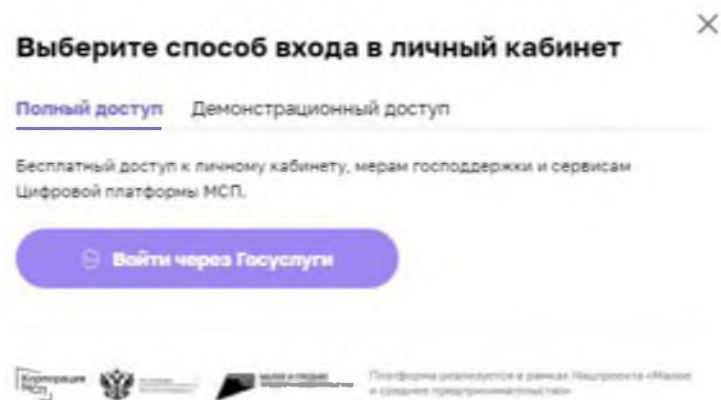 Выберите способ входа в личный кабинет
Полный доступ Демонстрационный доступ
Бесплатный доступ к личному кабинету, мерам господдержки и сервисам
Цифровой платформы МСП.
Войти через Госуслуги
Корпорация
МСП
Платформа реализуется в рамках Нацпроекта «Малое
и среднее предпринимательство»